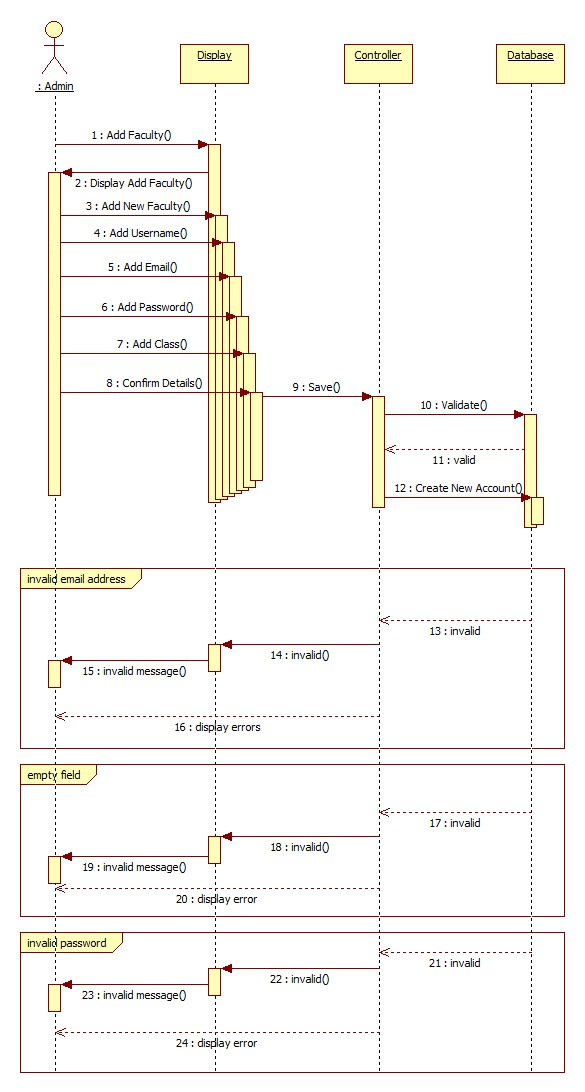 : Admin
Display
Controller
Database
1 : Add Faculty()
2 : Display Add Faculty()
3 : Add New Faculty()
4 : Add Username()
5 : Add Email()
6 : Add Password()
7 : Add Class()
8 : Confirm Details()
9 : Save()
10 : Validate()
11 : valid
12 : Create New Account()
invalid email address
13 : invalid
14 : invalid()
15 : invalid message()
16 : display errors
empty field
17 : invalid
18 : invalid()
19 : invalid message()
20 : display error
invalid password
21 : invalid
22 : invalid()
23 : invalid message()
24 : display error